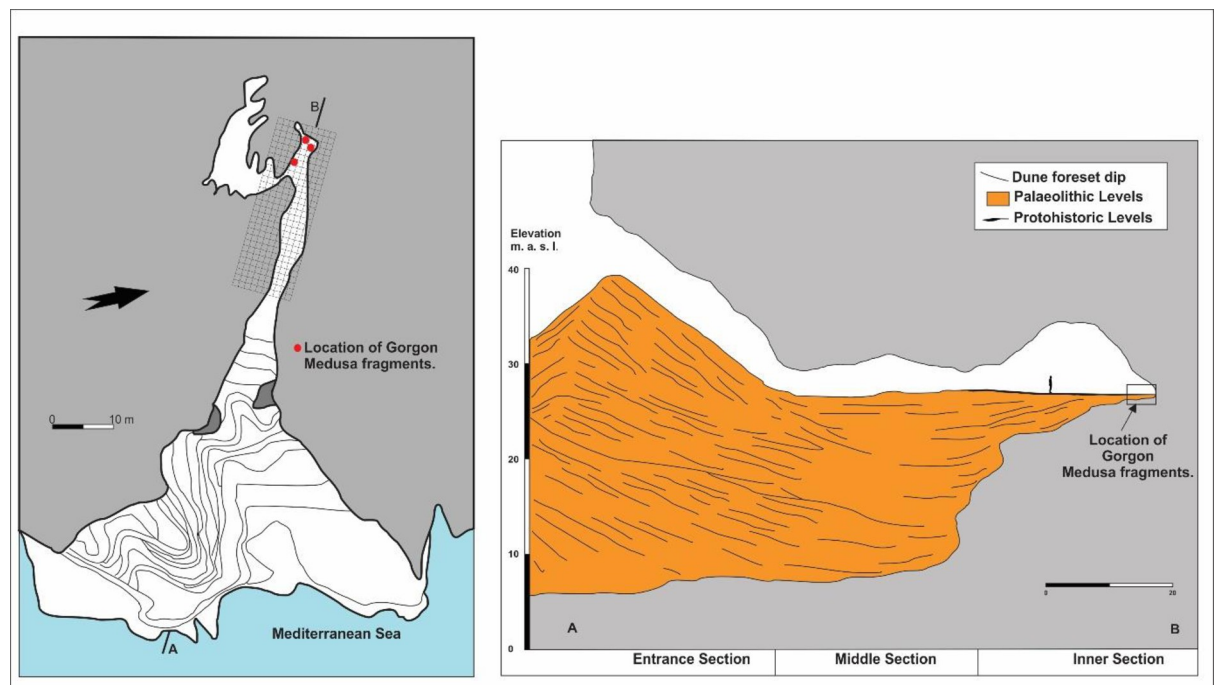 B
Location of Gorgon
Medusa fragments.
0 10 m
Mediterranean Sea
A
Dune foreset dip
Palaeolithic Levels
Protohistoric Levels
Elevation
m. a. s. l.
40
30
20
10
0
Location of
Gorgon
Medusa fragments.
0 20
A B
Entrance Section Middle Section Inner Section